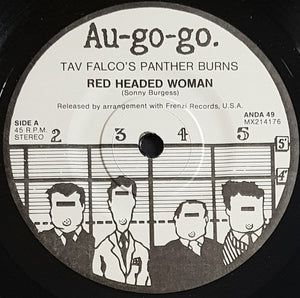 Au-go-go.
TAV FALCO'S PANTHER BURNS
RED HEADED WOMAN
(Sonny Burgess)
Released by arrangement with Frenzi Records, U.S.A.
SIDE A
45 R.P.M.
STEREO
ANDA 49
MX214176
2 3 4 5
5'
4'